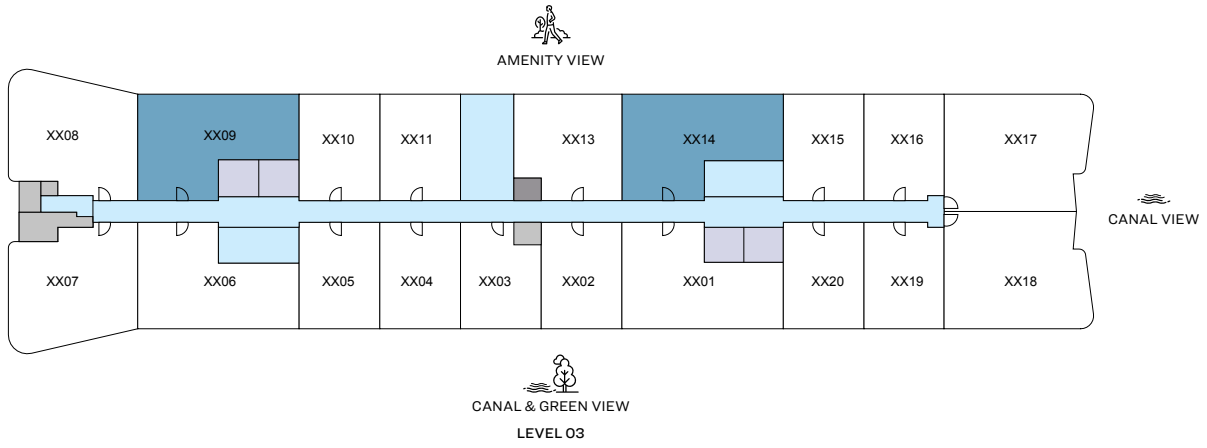 AMENITY VIEW
XX08
XX09
XX10
XX11
XX13
XX14
XX15
XX16
XX17
CANAL VIEW
XX07
XX06
XX05
XX04
XX03
XX02
XX01
XX20
XX19
XX18
CANAL & GREEN VIEW
LEVEL 03